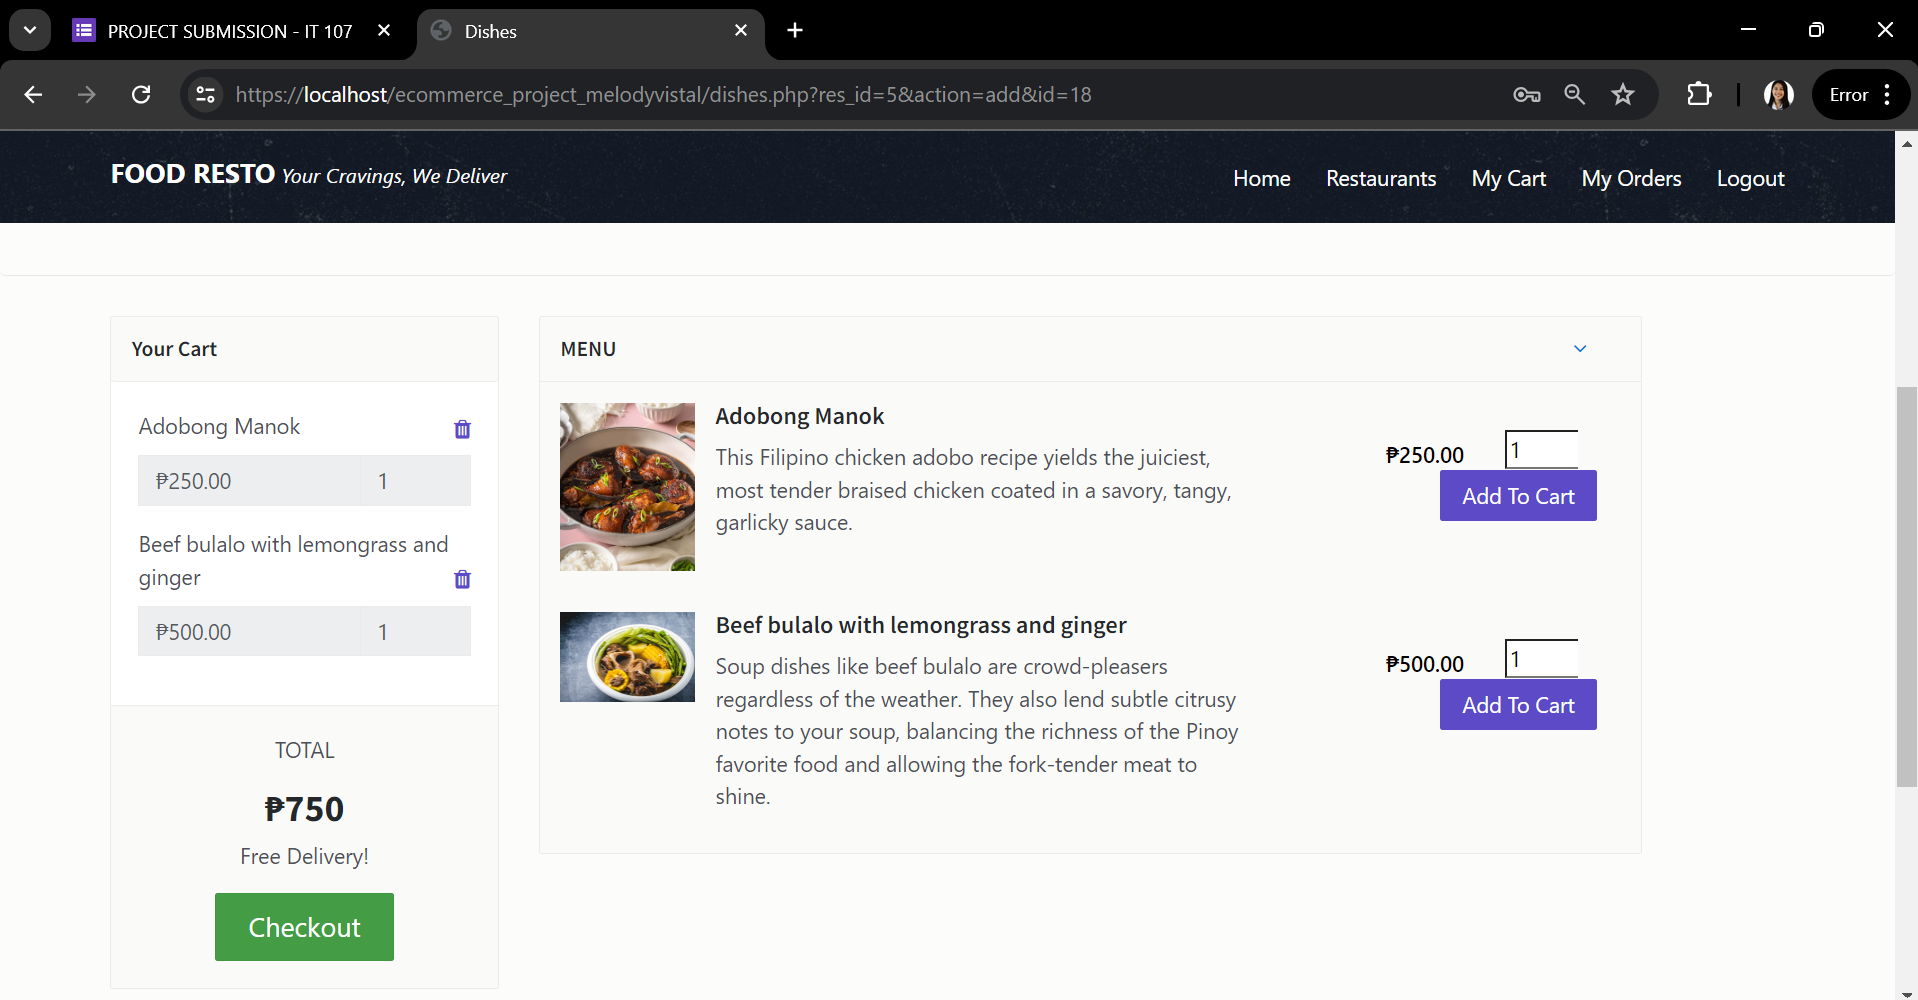 PROJECT SUBMISSION - IT 107
Dishes
https://localhost/ecommerce_project_melodyvistal/dishes.php?res_id=5&action=add&id=18
Error
FOOD RESTO Your Cravings, We Deliver
Home
Restaurants
My Cart
My Orders
Logout
Your Cart
Adobong Manok
₱250.00
1
Beef bulalo with lemongrass and
ginger
₱500.00
1
TOTAL
₱750
Free Delivery!
Checkout
MENU
Adobong Manok
This Filipino chicken adobo recipe yields the juiciest,
most tender braised chicken coated in a savory, tangy,
garlicky sauce.
₱250.00
1
Add To Cart
Beef bulalo with lemongrass and ginger
Soup dishes like beef bulalo are crowd-pleasers
regardless of the weather. They also lend subtle citrusy
notes to your soup, balancing the richness of the Pinoy
favorite food and allowing the fork-tender meat to
shine.
₱500.00
1
Add To Cart